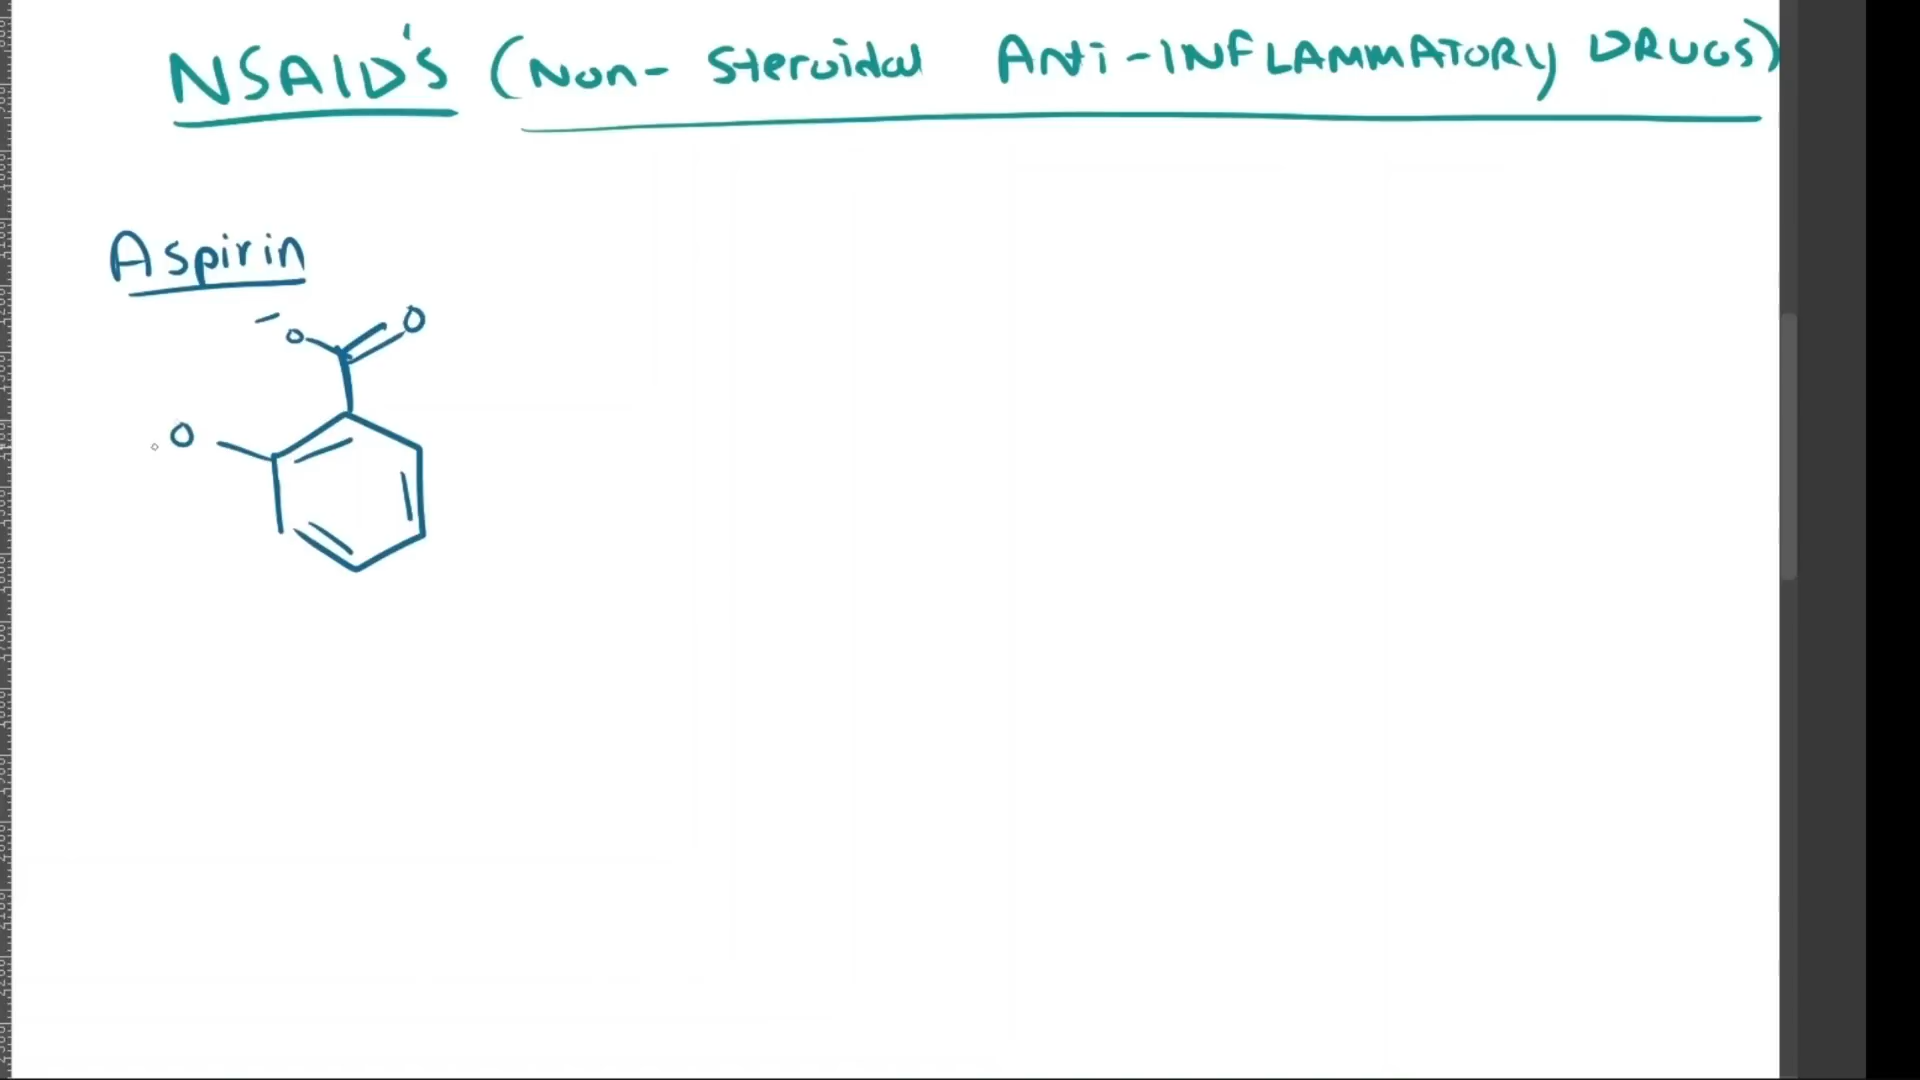 NSAID'S (Non- Steroidal Anti-INFLAMMATORY DRUGS)
Aspirin
- O O
O